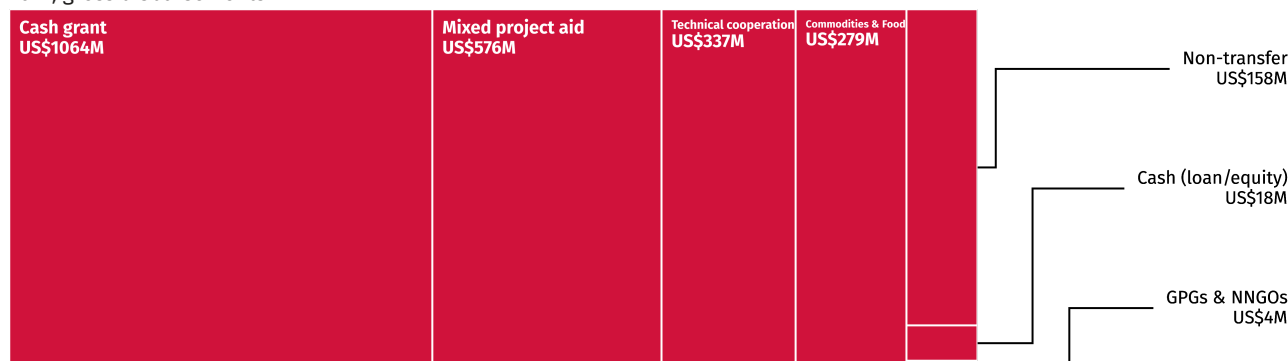 Cash grant
US$1064M
Mixed project aid
US$576M
Technical cooperation
US$337M
Commodities & Food
US$279M
Non-transfer
US$158M
Cash (loan/equity)
US$18M
GPGs & NNGOs
US$4M